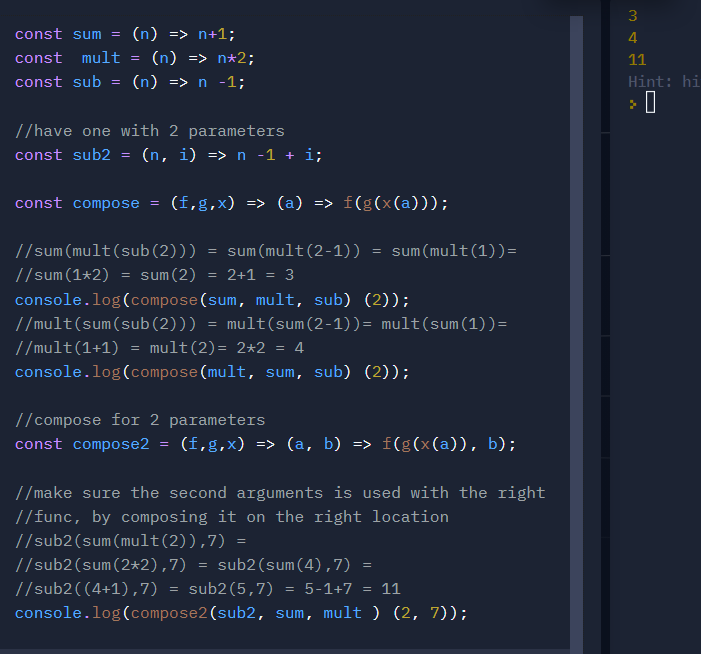 const sum = (n) => n+1;
const  mult = (n) => n*2;
const sub = (n) => n -1;
//have one with 2 parameters
const sub2 = (n, i) => n -1 + i;
const compose = (f,g,x) => (a) => f(g(x(a)));
//sum(mult(sub(2))) = sum(mult(2-1)) = sum(mult(1))=
//sum(1*2) = sum(2) = 2+1 = 3
console.log(compose(sum, mult, sub) (2));
//mult(sum(sub(2))) = mult(sum(2-1))= mult(sum(1))=
//mult(1+1) = mult(2)= 2*2 = 4
console.log(compose(mult, sum, sub) (2));
//compose for 2 parameters
const compose2 = (f,g,x) => (a, b) => f(g(x(a)), b);
//make sure the second arguments is used with the right
//func, by composing it on the right location
//sub2(sum(mult(2)),7) =
//sub2(sum(2*2),7) = sub2(sum(4),7) =
//sub2((4+1),7) = sub2(5,7) = 5-1+7 = 11
console.log(compose2(sub2, sum, mult ) (2, 7));
3
4
11
Hint: hi
>